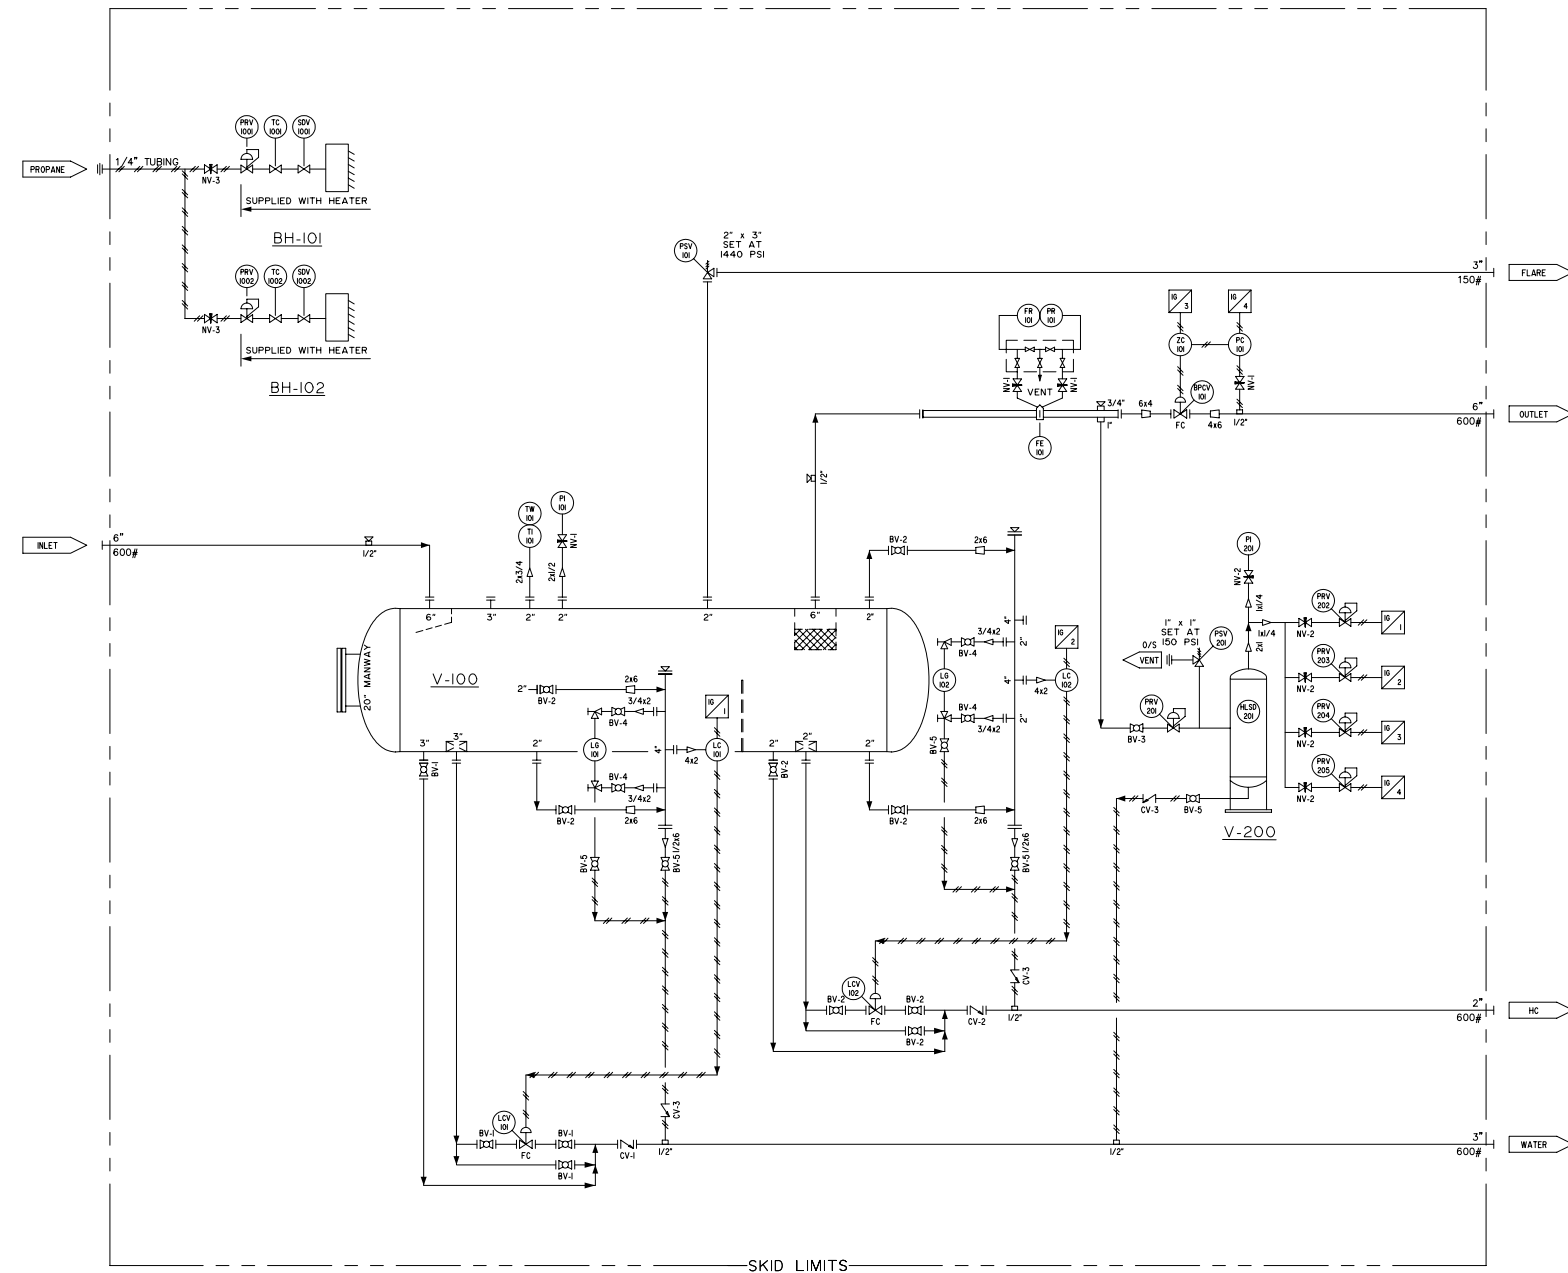 PRV
1001
TC
1001
SDV
1001
PROPANE
1/4" TUBING
NV-3
SUPPLIED WITH HEATER
BH-101
PRV
1002
TC
1002
SDV
1002
NV-3
SUPPLIED WITH HEATER
BH-102
PSV
101
2" x 3"
SET AT
1440 PSI
3"
150#
FLARE
FR
101
PR
101
NV-1
NV-1
VENT
FE
101
3/4"
1"
6x4
IG
3
IG
4
ZC
101
PC
101
BPCV
101
NV-1
FC
4x6
1/2"
6"
600#
OUTLET
1/2"
INLET
6"
600#
1/2"
TW
101
TI
101
2x3/4
PI
101
NV-1
2x1/2
6"
3"
2"
2"
2"
6"
2"
BV-2
2x6
20" MANWAY
V-100
2"
BV-2
2x6
3/4x2
BV-4
LG
101
4"
4x2
LC
101
IG
1
BV-4
3/4x2
BV-2
2x6
3"
BV-1
3"
2"
2"
BV-2
2"
2"
BV-2
2x6
3/4x2
BV-4
4"
2"
LG
102
4"
4x2
LC
102
IG
2
BV-4
3/4x2
2"
BV-5
BV-5
BV-5
1/2x6
BV-5
1/2x6
PI
201
NV-2
1x1/4
1x1/4
2x1
1" x 1"
SET AT
150 PSI
O/S
VENT
PSV
201
PRV
201
BV-3
HLSD
201
PRV
202
NV-2
IG
1
PRV
203
NV-2
IG
2
PRV
204
NV-2
IG
3
PRV
205
NV-2
IG
4
CV-3
BV-5
V-200
LCV
102
BV-2
FC
BV-2
BV-2
CV-2
CV-3
1/2"
2"
600#
HC
LCV
101
BV-1
FC
BV-1
BV-1
CV-1
CV-3
1/2"
1/2"
3"
600#
WATER
SKID LIMITS